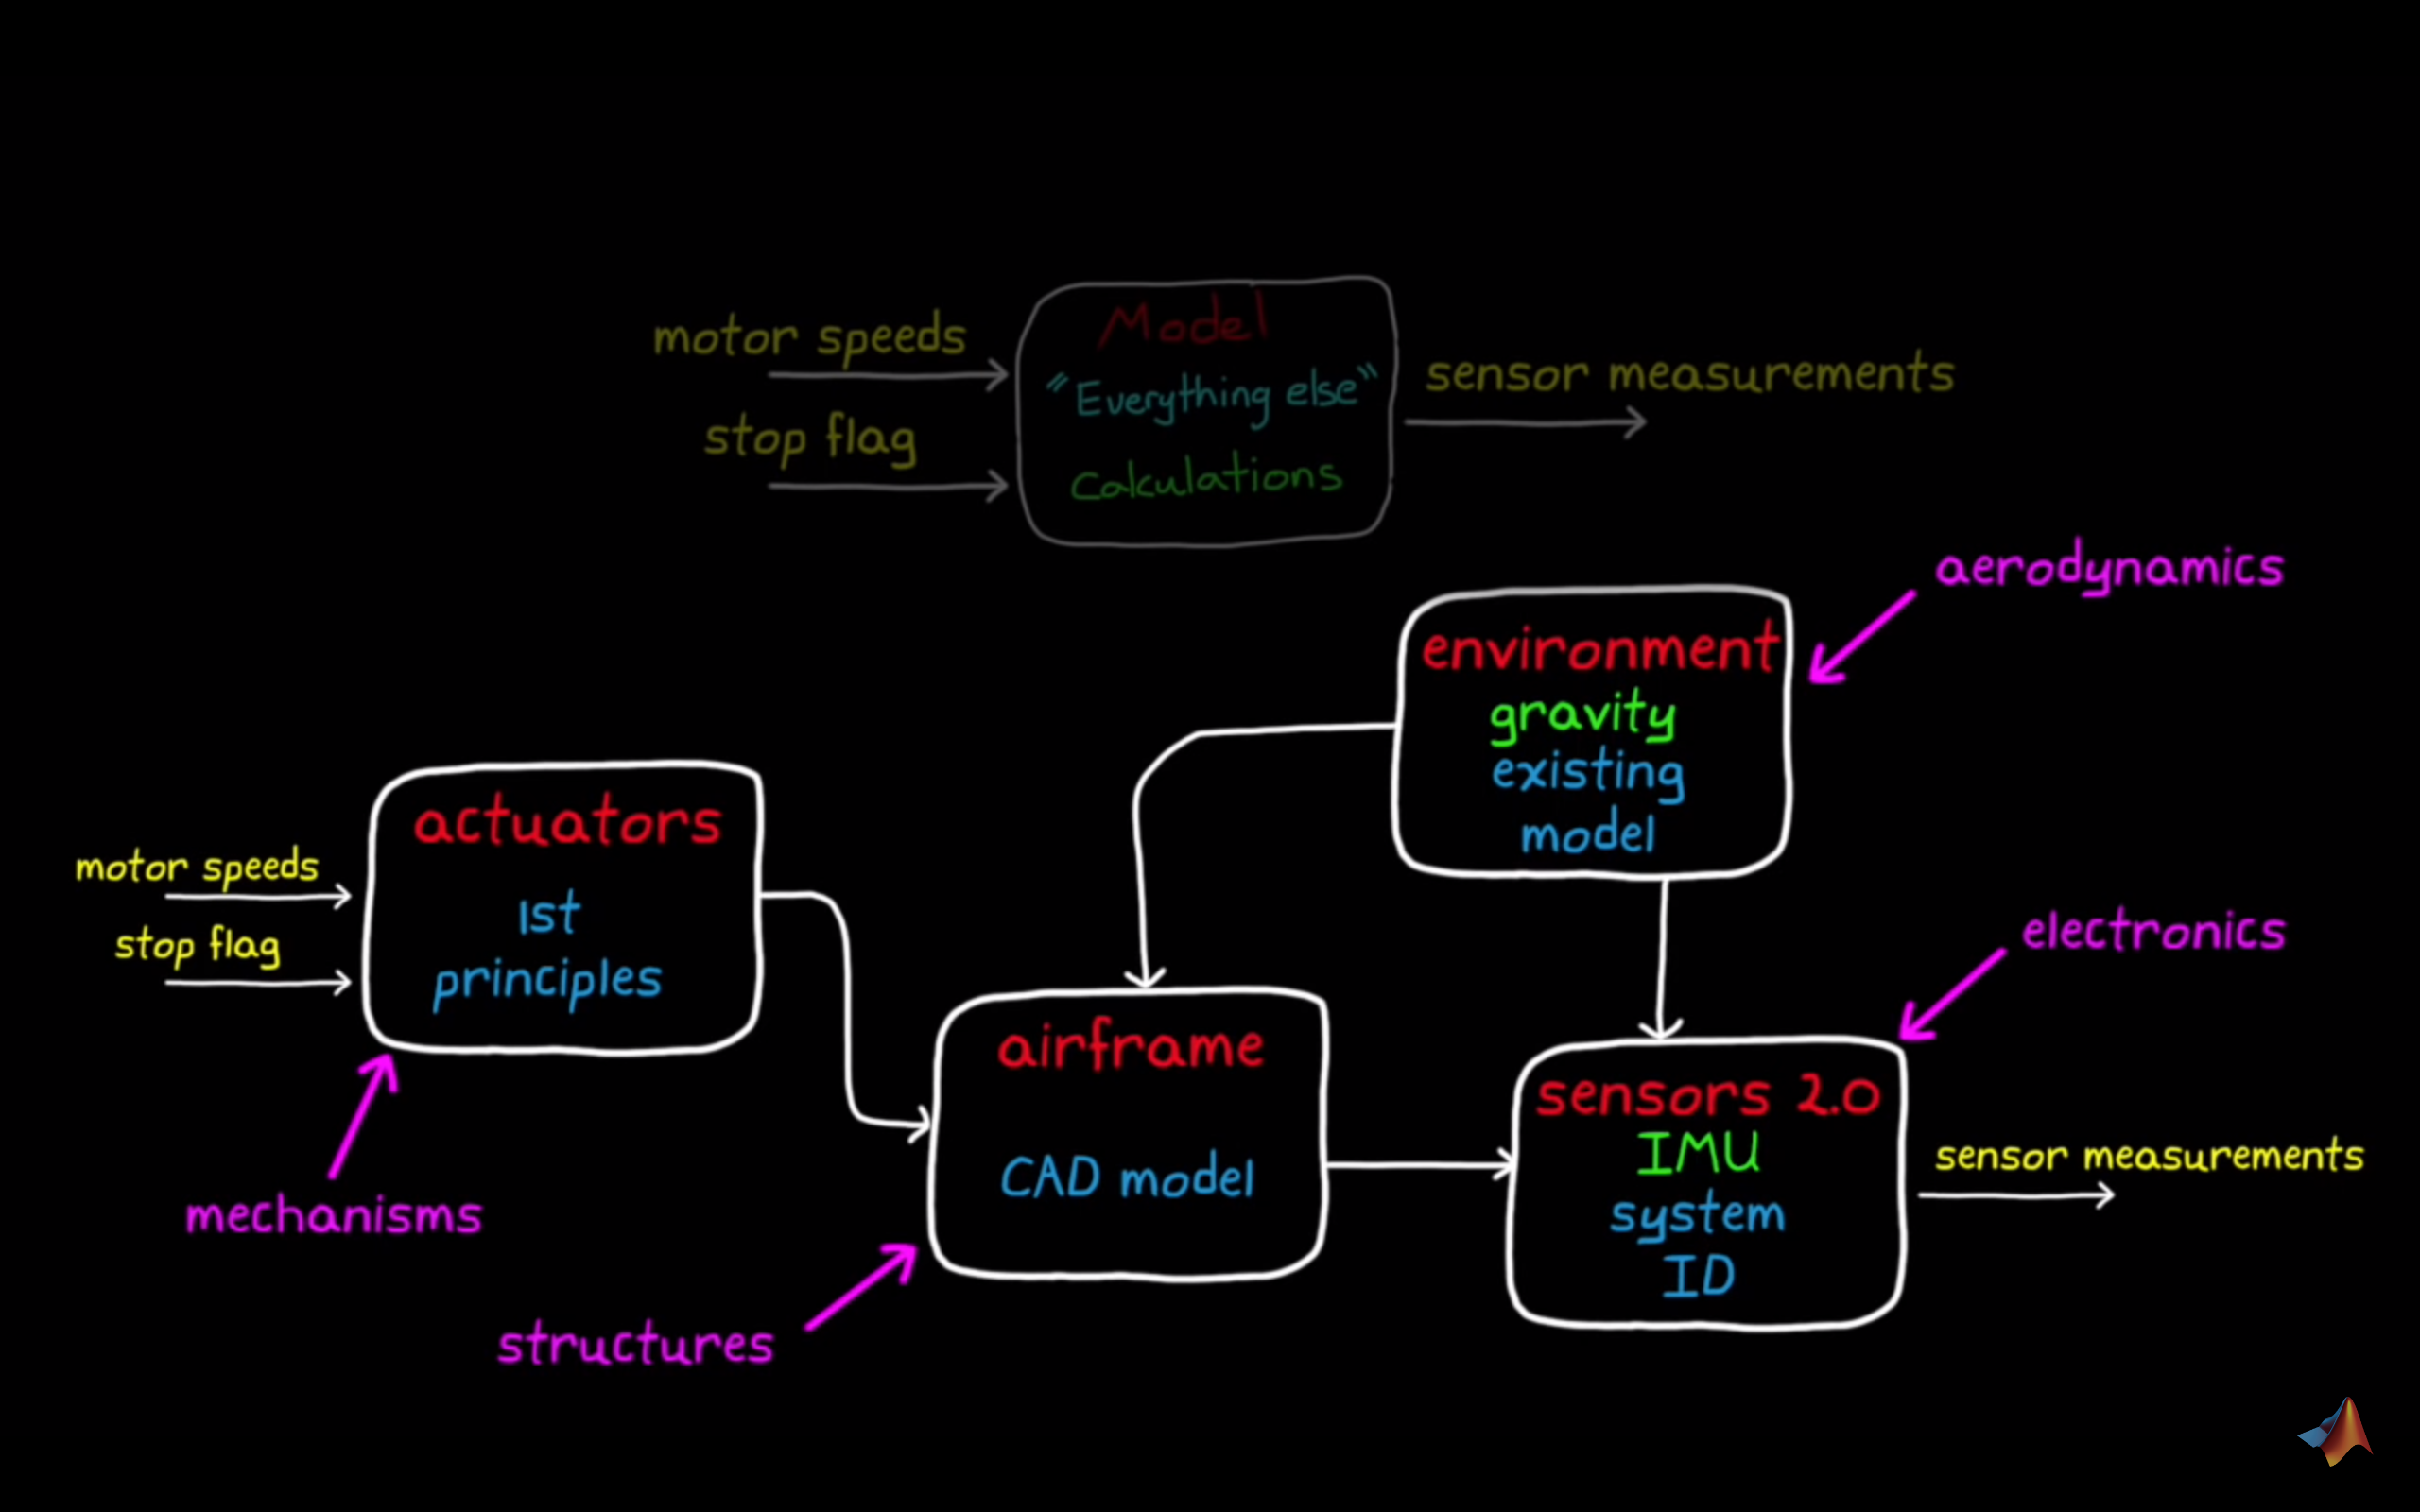 motor speeds
stop flag
Model
"Everything else"
Calculations
sensor measurements
aerodynamics
environment
gravity
existing
model
actuators
1st
principles
motor speeds
stop flag
mechanisms
airframe
CAD model
structures
electronics
sensors 2.0
IMU
system
ID
sensor measurements